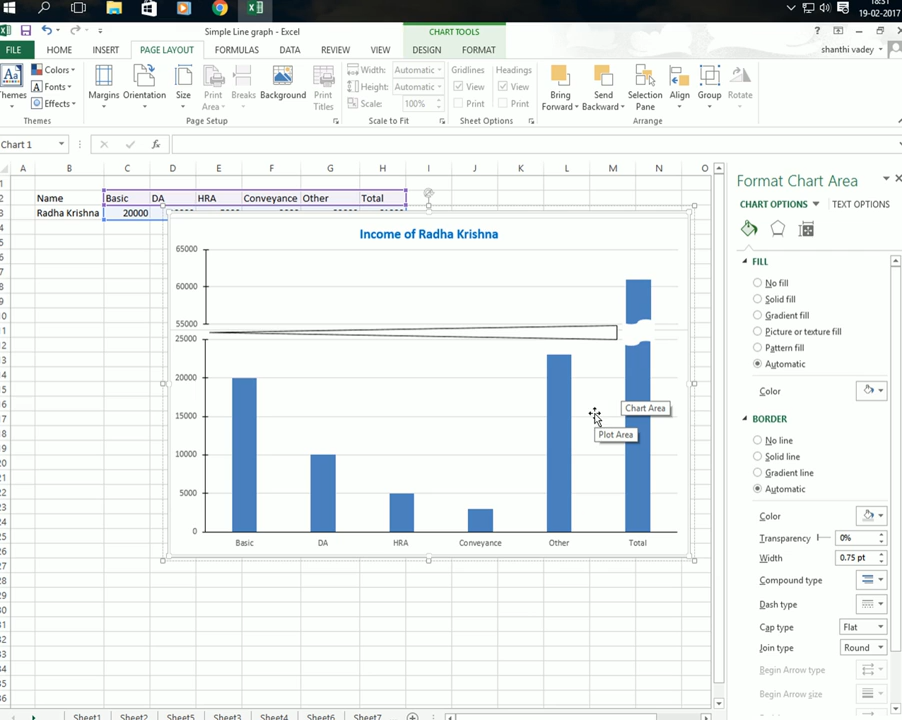 18:51
19-02-2017
Simple Line graph - Excel
CHART TOOLS
?
FILE
HOME
INSERT
PAGE LAYOUT
FORMULAS
DATA
REVIEW
VIEW
DESIGN
FORMAT
shanthi vadey
Aa
Themes
Colors
Fonts
Effects
Margins
Orientation
Size
Print Area
Breaks
Background
Print Titles
Width:
Automatic
Height:
Automatic
Scale:
100%
Gridlines
View
Print
Headings
View
Print
Bring Forward
Send Backward
Selection Pane
Align
Group
Rotate
Themes
Page Setup
Scale to Fit
Sheet Options
Arrange
Chart 1
fx
A B C D E F G H I J K L M N O
Name Basic DA HRA Conveyance Other Total
Radha Krishna 20000
Income of Radha Krishna
65000
60000
55000
25000
20000
15000
10000
5000
0
Basic DA HRA Conveyance Other Total
Chart Area
Plot Area
Format Chart Area
CHART OPTIONS
TEXT OPTIONS
FILL
No fill
Solid fill
Gradient fill
Picture or texture fill
Pattern fill
Automatic
Color
BORDER
No line
Solid line
Gradient line
Automatic
Color
Transparency
0%
Width
0.75 pt
Compound type
Dash type
Cap type
Flat
Join type
Round
Begin Arrow type
Begin Arrow size
Sheet1 Sheet2 Sheet5 Sheet3 Sheet4 Sheet6 Sheet7